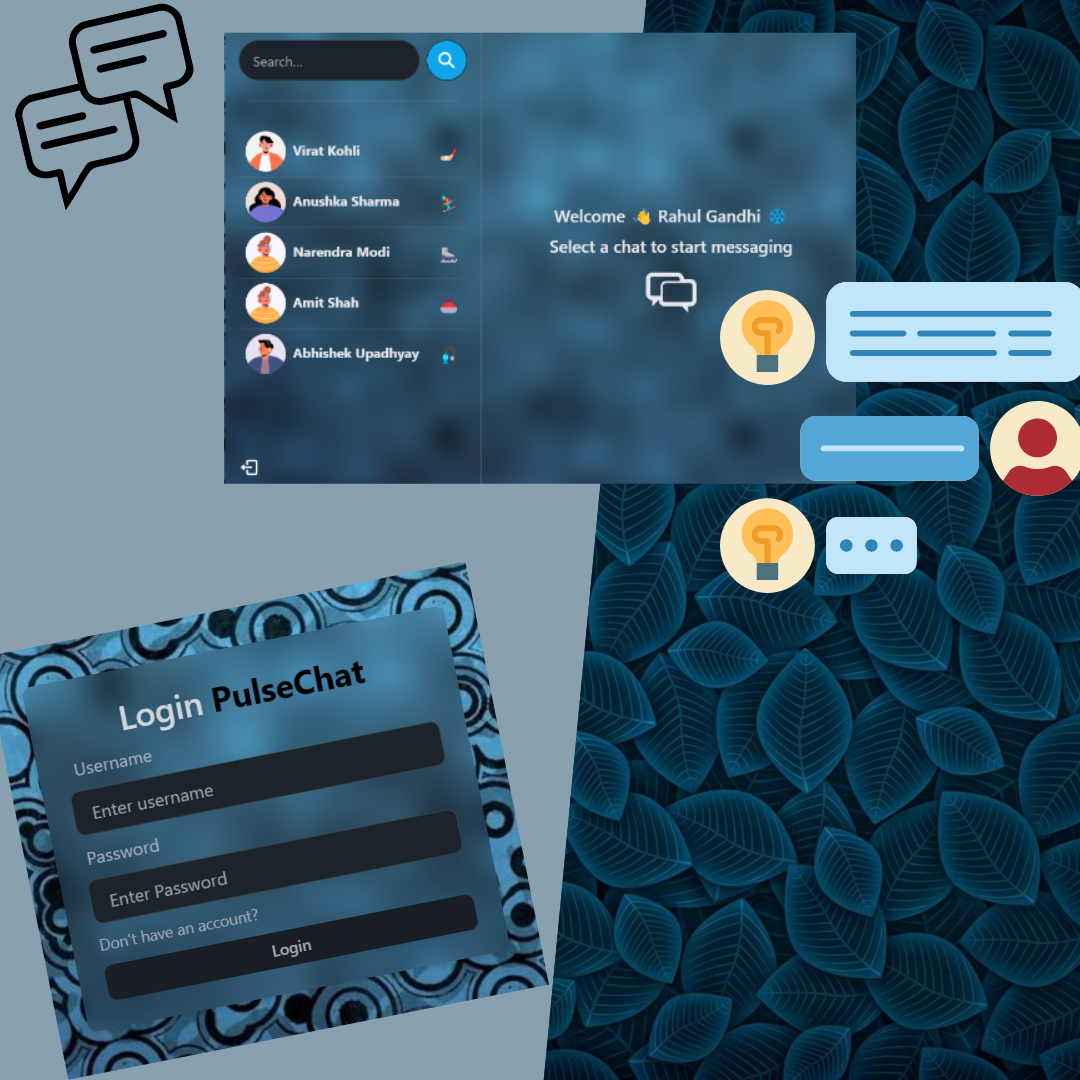 Search...
Virat Kohli
Anushka Sharma
Narendra Modi
Amit Shah
Abhishek Upadhyay
Welcome 👋 Rahul Gandhi ❄
Select a chat to start messaging
Login PulseChat
Username
Enter username
Password
Enter Password
Don't have an account?
Login